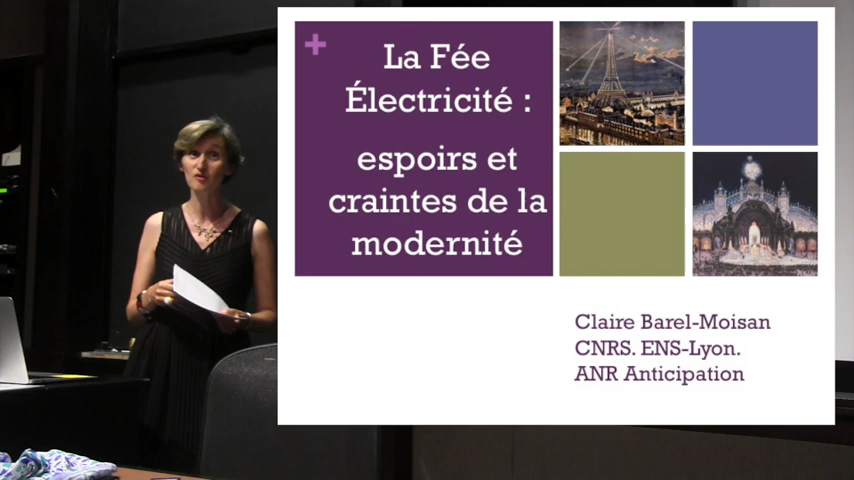 La Fée
Électricité :
espoirs et
craintes de la
modernité
Claire Barel-Moisan
CNRS. ENS-Lyon.
ANR Anticipation